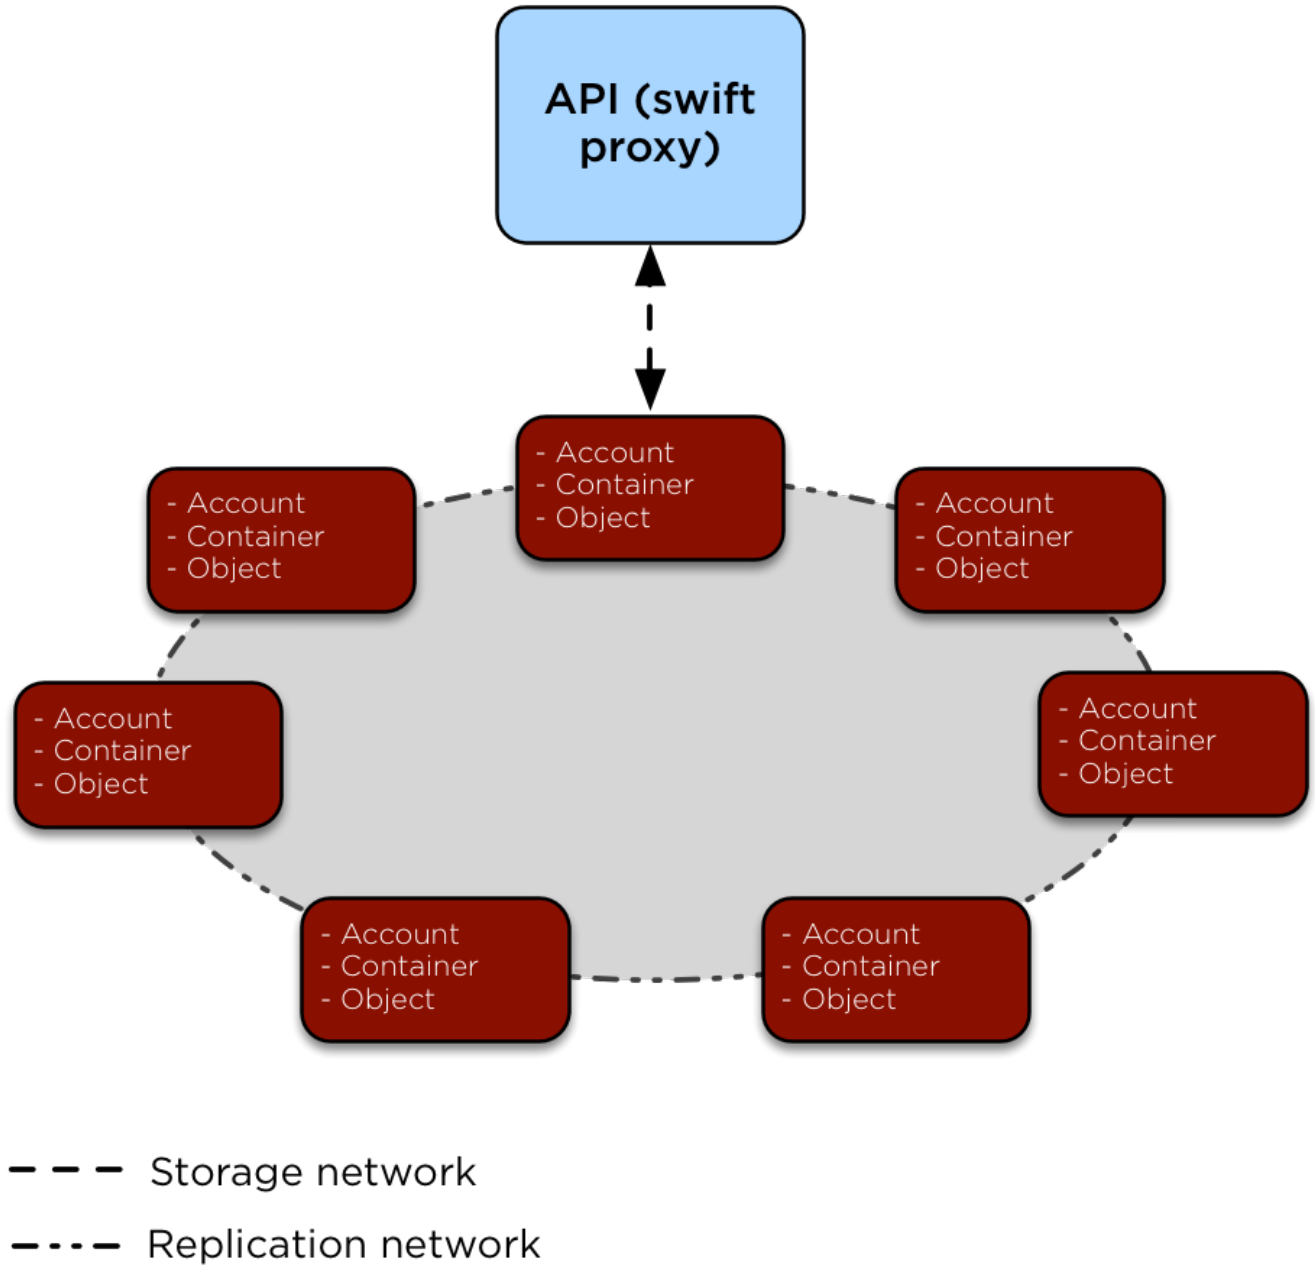 API (swift
proxy)
- Account
- Container
- Object
- Account
- Container
- Object
- Account
- Container
- Object
- Account
- Container
- Object
- Account
- Container
- Object
- Account
- Container
- Object
- Account
- Container
- Object
Storage network
Replication network